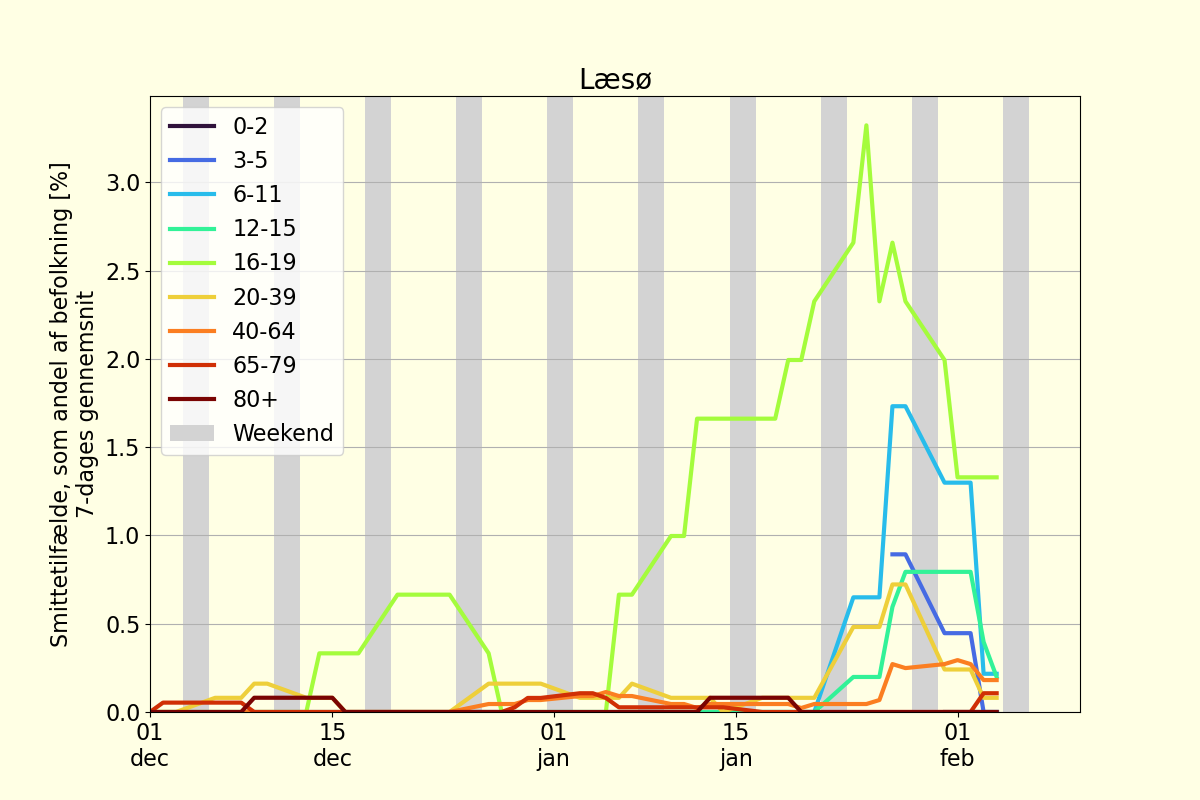 Læsø
Smittetilfælde, som andel af befolkning [%]
7-dages gennemsnit
3.0
2.5
2.0
1.5
1.0
0.5
0.0
0-2
3-5
6-11
12-15
16-19
20-39
40-64
65-79
80+
Weekend
01 15 01 15 01
dec dec jan jan feb